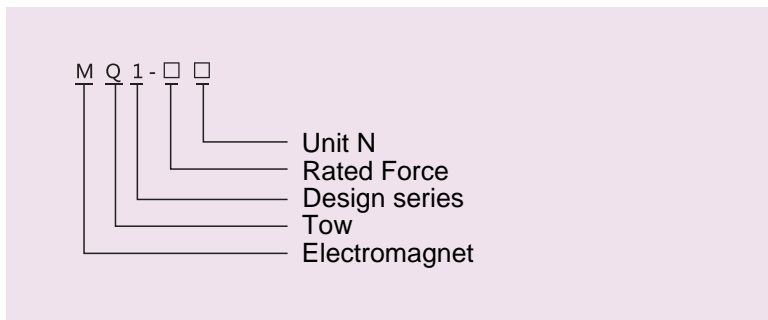 M Q 1 - □ □
Unit N
Rated Force
Design series
Tow
Electromagnet